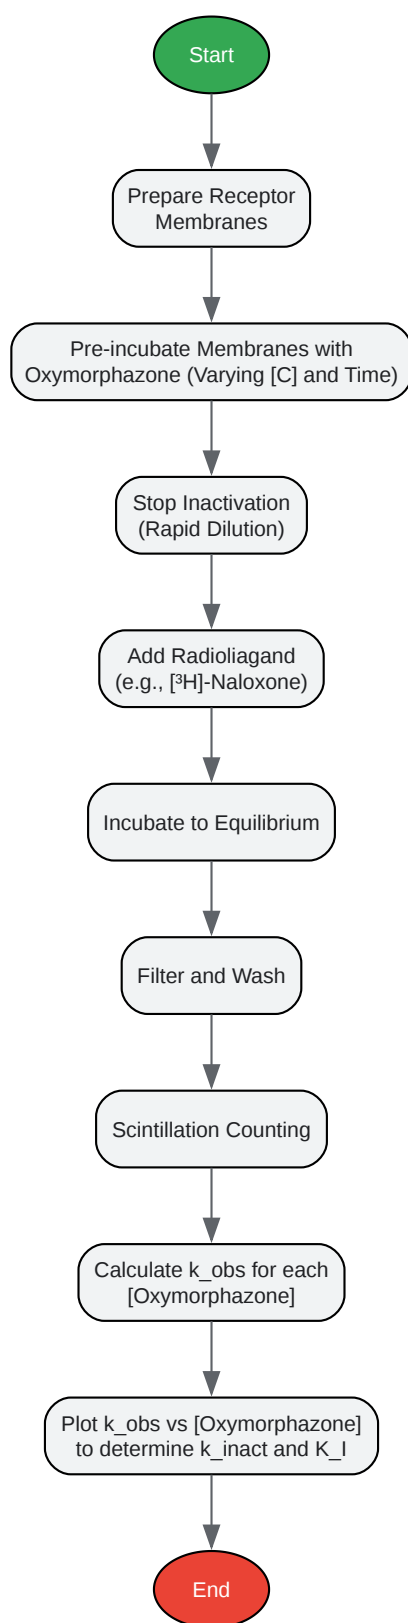 Start
Prepare Receptor
Membranes
Pre-incubate Membranes with
Oxymorphazone (Varying [C] and Time)
Stop Inactivation
(Rapid Dilution)
Add Radioliagand
(e.g., [³H]-Naloxone)
Incubate to Equilibrium
Filter and Wash
Scintillation Counting
Calculate k_obs for each
[Oxymorphazone]
Plot k_obs vs [Oxymorphazone]
to determine k_inact and K_I
End